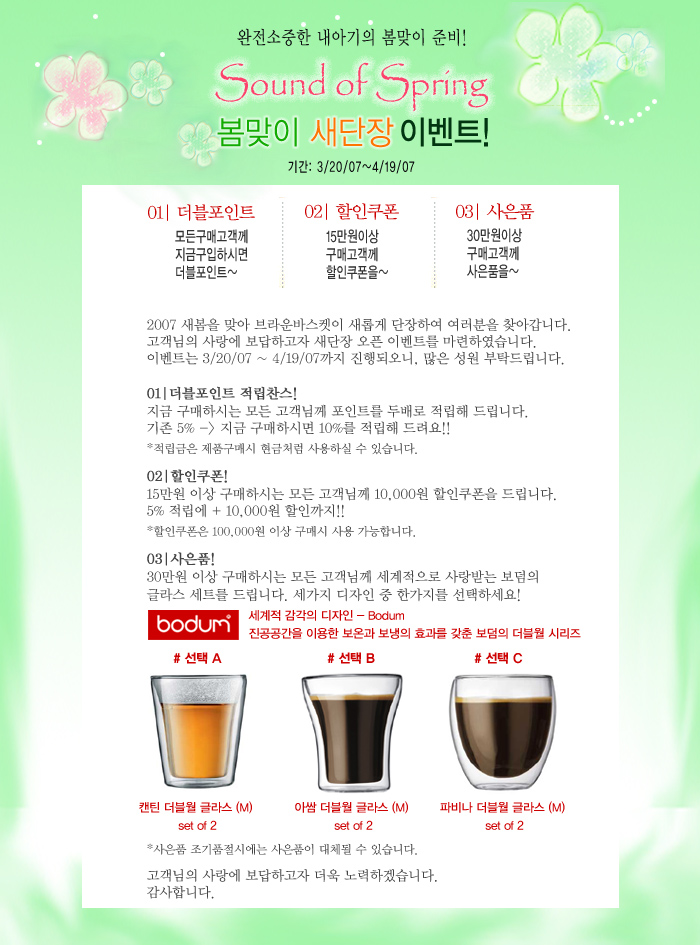 완전소중한 내아기의 봄맞이 준비!
Sound of Spring
봄맞이 새단장 이벤트!
기간: 3/20/07~4/19/07
01| 더블포인트
모든구매고객께
지금구입하시면
더블포인트~
02| 할인쿠폰
15만원이상
구매고객께
할인쿠폰을~
03| 사은품
30만원이상
구매고객께
사은품을~
2007 새봄을 맞아 브라운바스켓이 새롭게 단장하여 여러분을 찾아갑니다.
고객님의 사랑에 보답하고자 새단장 오픈 이벤트를 마련하였습니다.
이벤트는 3/20/07 ~ 4/19/07까지 진행되오니, 많은 성원 부탁드립니다.
01|더블포인트 적립찬스!
지금 구매하시는 모든 고객님께 포인트를 두배로 적립해 드립니다.
기존 5% -> 지금 구매하시면 10%를 적립해 드려요!!
*적립금은 제품구매시 현금처럼 사용하실 수 있습니다.
02|할인쿠폰!
15만원 이상 구매하시는 모든 고객님께 10,000원 할인쿠폰을 드립니다.
5% 적립에 + 10,000원 할인까지!!
*할인쿠폰은 100,000원 이상 구매시 사용 가능합니다.
03|사은품!
30만원 이상 구매하시는 모든 고객님께 세계적으로 사랑받는 보덤의
글라스 세트를 드립니다. 세가지 디자인 중 한가지를 선택하세요!
bodum®
세계적 감각의 디자인 - Bodum
진공공간을 이용한 보온과 보냉의 효과를 갖춘 보덤의 더블월 시리즈
# 선택 A
# 선택 B
# 선택 C
캔틴 더블월 글라스 (M)
set of 2
아쌈 더블월 글라스 (M)
set of 2
파비나 더블월 글라스 (M)
set of 2
*사은품 조기품절시에는 사은품이 대체될 수 있습니다.
고객님의 사랑에 보답하고자 더욱 노력하겠습니다.
감사합니다.